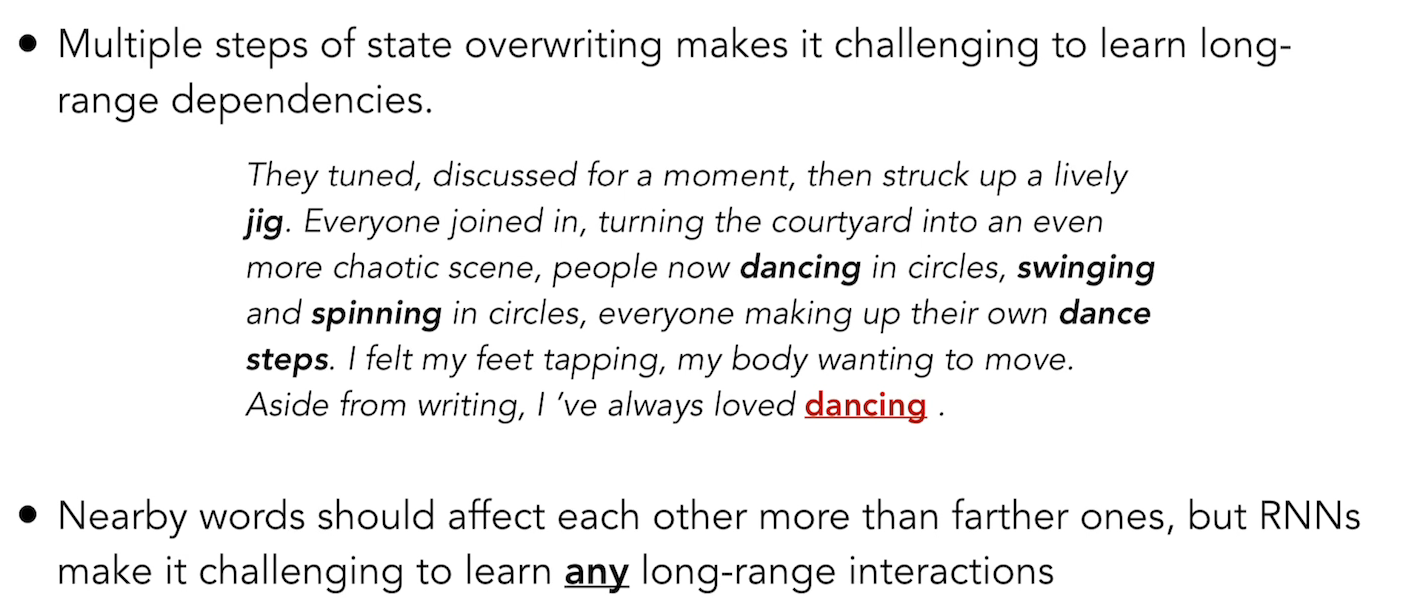 • Multiple steps of state overwriting makes it challenging to learn long-
range dependencies.
They tuned, discussed for a moment, then struck up a lively
jig. Everyone joined in, turning the courtyard into an even
more chaotic scene, people now dancing in circles, swinging
and spinning in circles, everyone making up their own dance
steps. I felt my feet tapping, my body wanting to move.
Aside from writing, I 've always loved dancing .
• Nearby words should affect each other more than farther ones, but RNNs
make it challenging to learn any long-range interactions